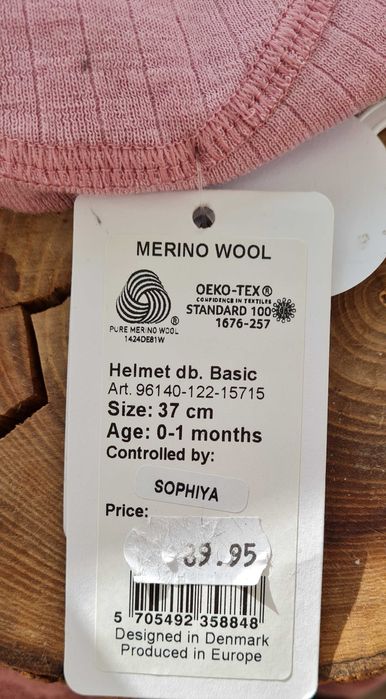 MERINO WOOL
PURE MERINO WOOL
®
1424DE81W
OEKO-TEX®
CONFIDENCE IN TEXTILES
STANDARD 100
1676-257
Helmet db. Basic
Art. 96140-122-15715
Size: 37 cm
Age: 0-1 months
Controlled by:
SOPHIYA
Price:
39.95
5 705492 358848
Designed in Denmark
Produced in Europe